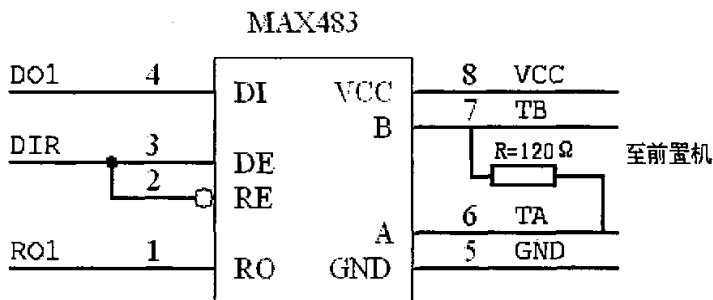 MAX483
DO1 4 DI VCC 8 VCC
B 7 TB
DIR 3 DE
R=120Ω 至前置机
2 RE
A 6 TA
RO1 1 RO GND 5 GND